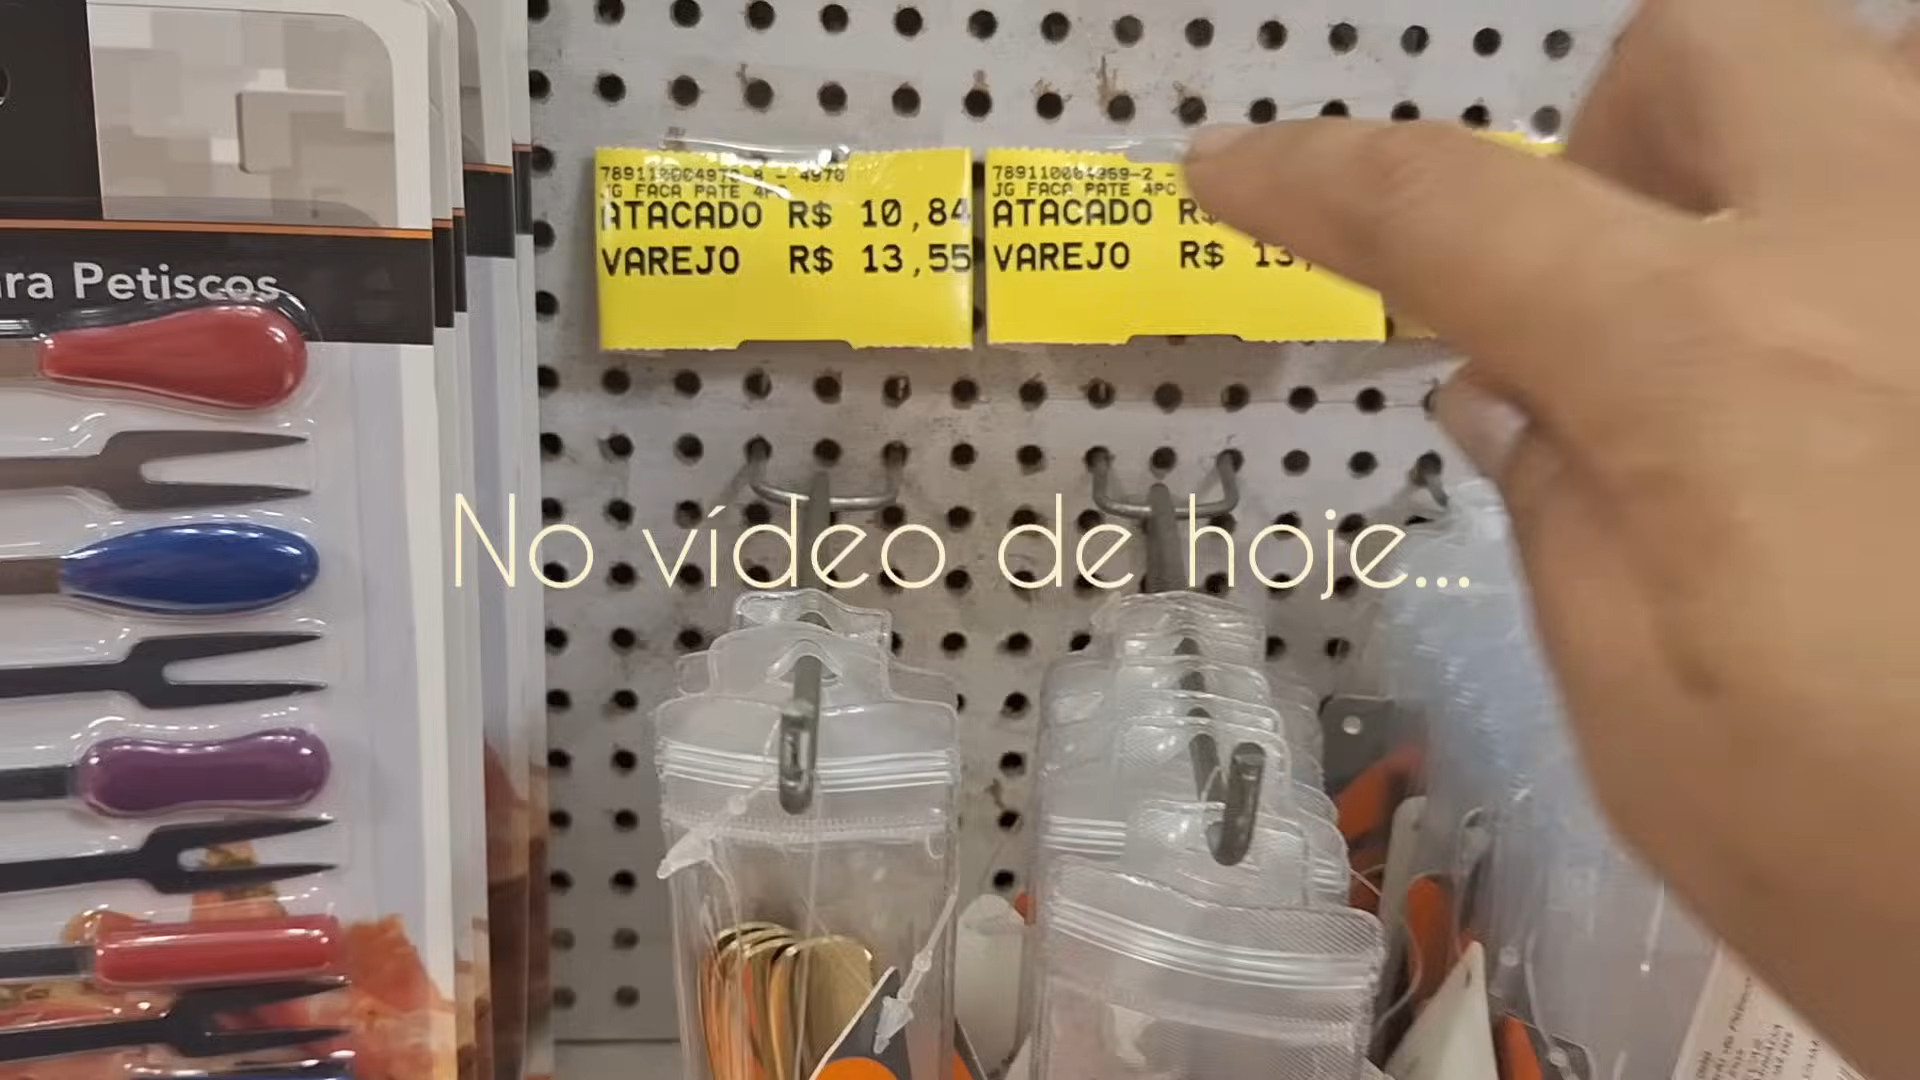 ra Petiscos
JG FACA PATE 4PC
ATACADO R$ 10,84
VAREJO R$ 13,55
JG FACA PATE 4PC
ATACADO
VAREJO R$ 13,
No vídeo de hoje...